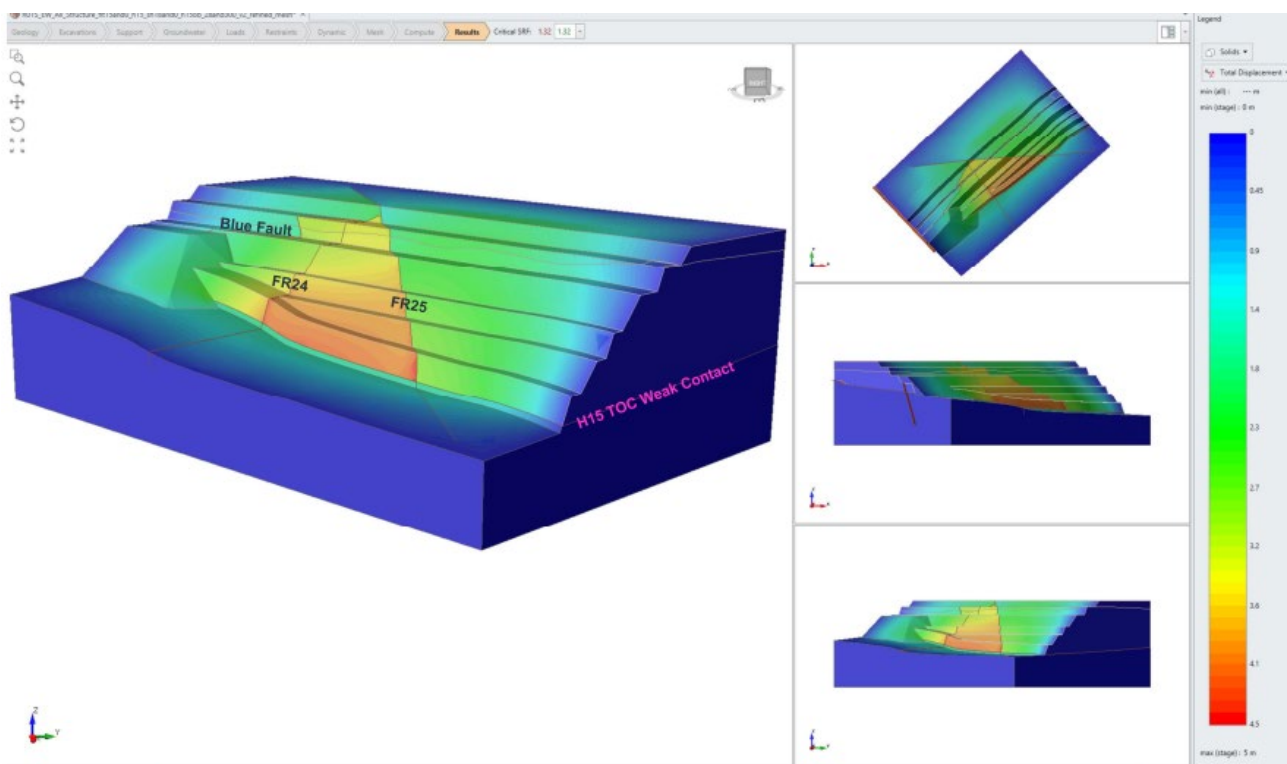 Legend
Geology Excavations Support Groundwater Loads Restraints Dynamic Mesh Compute Results Critical SRF: 1.32 1.32
Solids
Total Displacement
min (all) : --- m
min (stage) : 0 m
Blue Fault
FR24
FR25
H15 TOC Weak Contact
Z
Y
0
0.45
0.9
1.4
1.8
2.3
2.7
3.2
3.6
4.1
4.5
max (stage) : 5 m